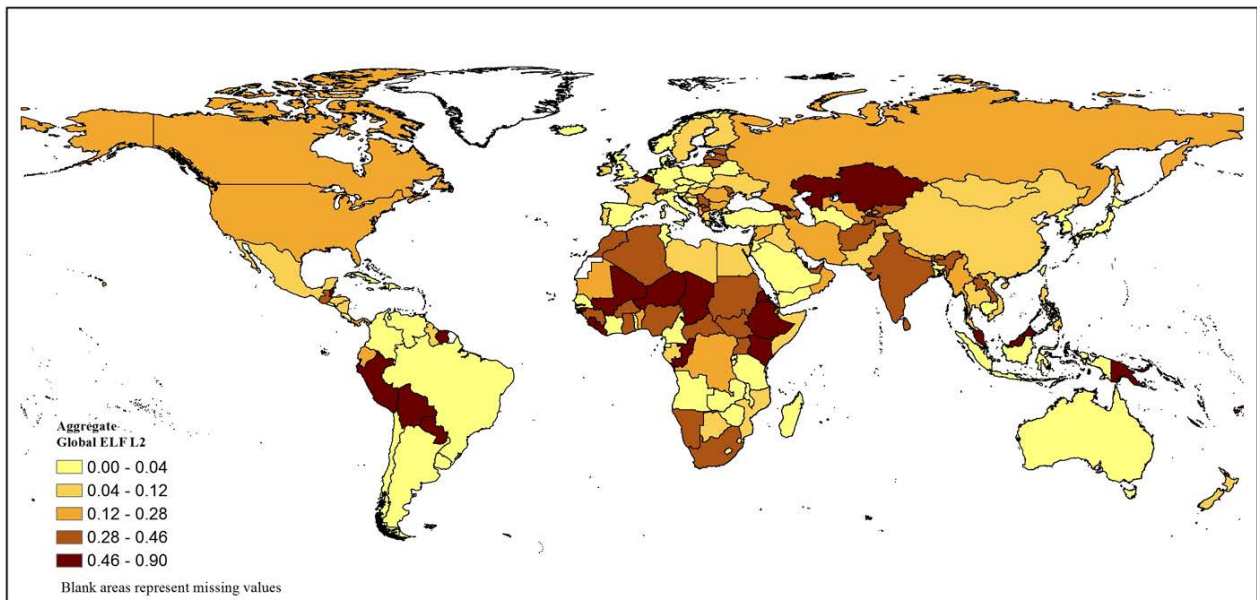 Aggregate
Global ELF L2
0.00 - 0.04
0.04 - 0.12
0.12 - 0.28
0.28 - 0.46
0.46 - 0.90
Blank areas represent missing values